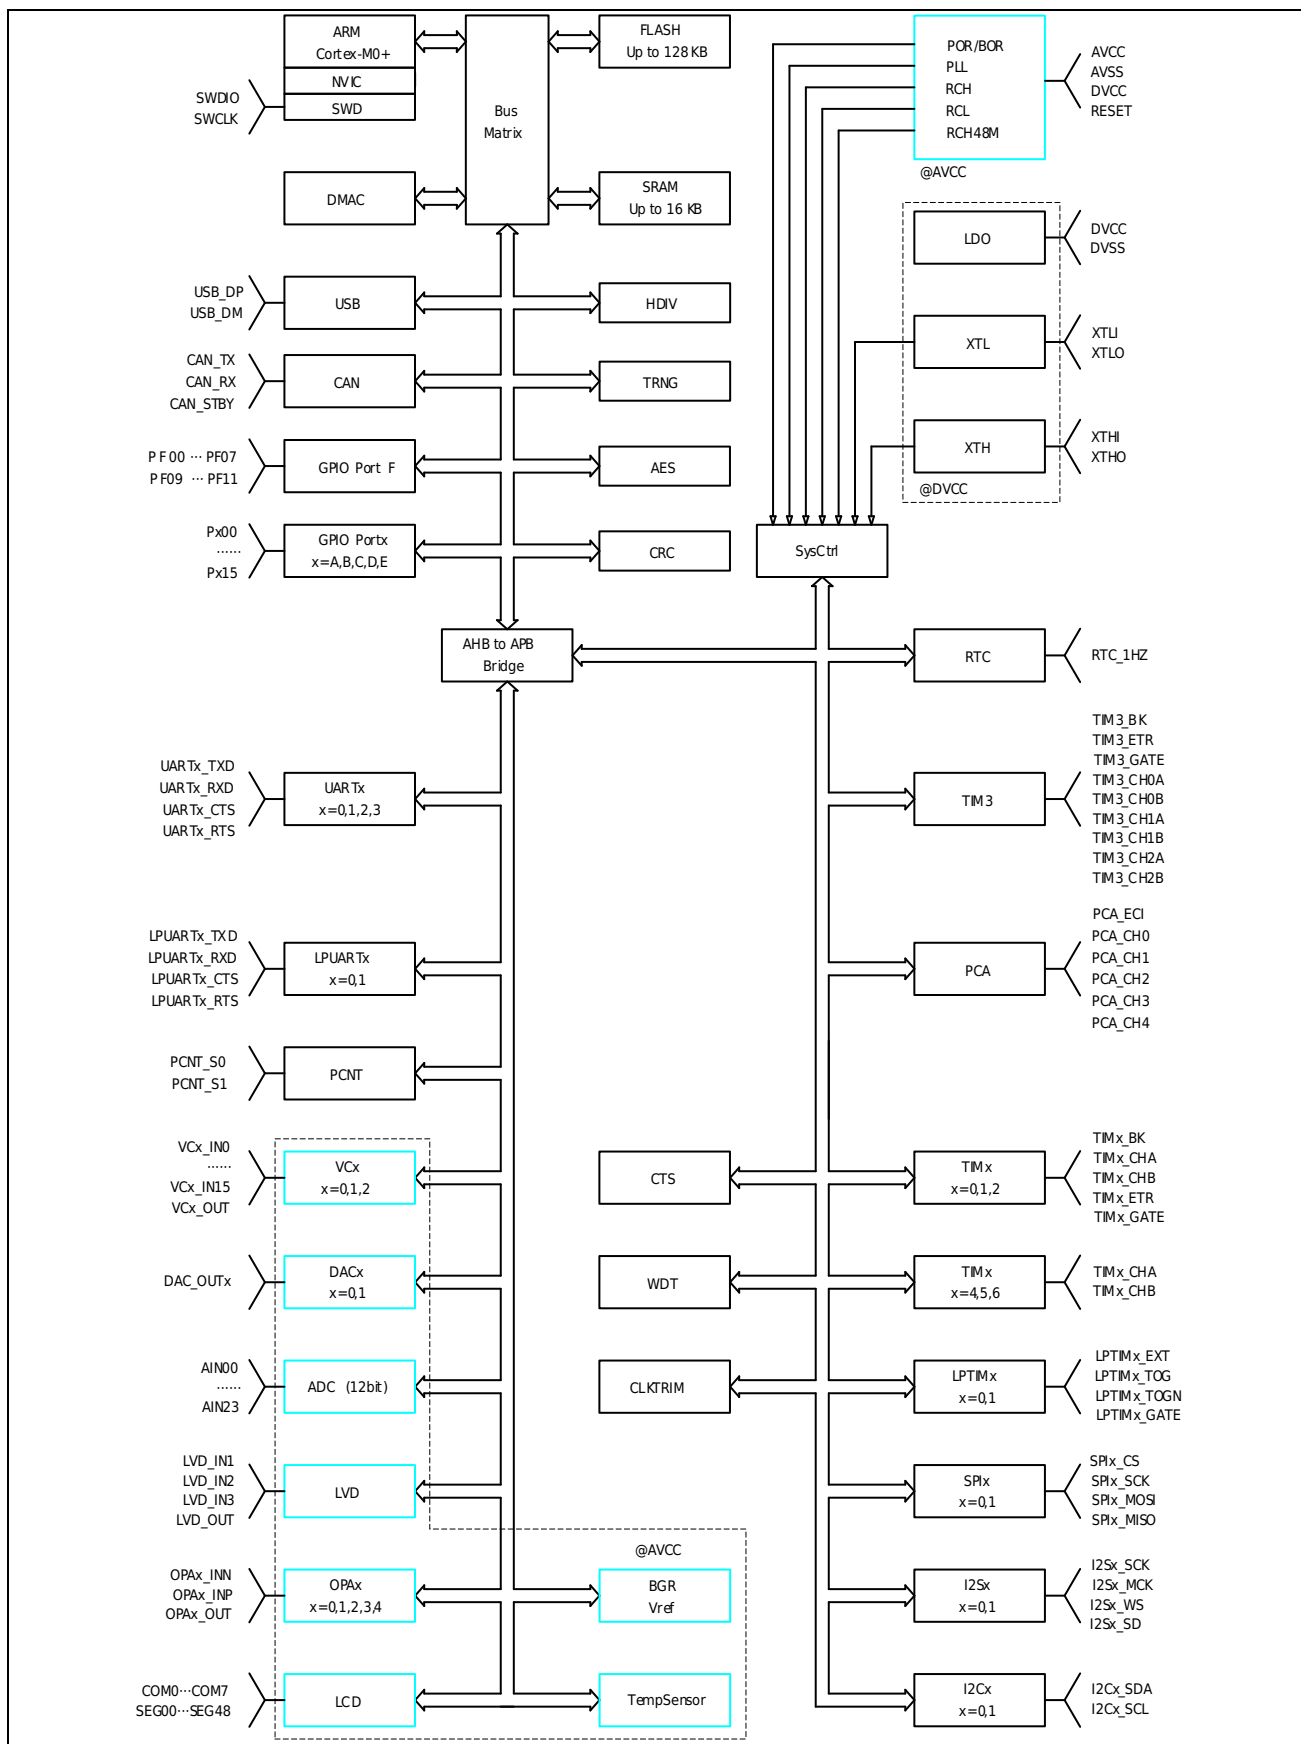 ARM
Cortex-M0+
NVIC
SWD
SWDIO
SWCLK
Bus
Matrix
FLASH
Up to 128 KB
DMAC
SRAM
Up to 16 KB
POR/BOR
PLL
RCH
RCL
RCH48M
@AVCC
AVCC
AVSS
DVCC
RESET
LDO
DVCC
DVSS
XTL
XTLI
XTLO
XTH
@DVCC
XTHI
XTHO
USB_DP
USB_DM
USB
HDIV
CAN_TX
CAN_RX
CAN_STBY
CAN
TRNG
PF00 ··· PF07
PF09 ··· PF11
GPIO Port F
AES
Px00
······
Px15
GPIO Portx
x=A,B,C,D,E
CRC
SysCtrl
AHB to APB
Bridge
RTC
RTC_1HZ
UARTx_TXD
UARTx_RXD
UARTx_CTS
UARTx_RTS
UARTx
x=0,1,2,3
TIM3
TIM3_BK
TIM3_ETR
TIM3_GATE
TIM3_CH0A
TIM3_CH0B
TIM3_CH1A
TIM3_CH1B
TIM3_CH2A
TIM3_CH2B
LPUARTx_TXD
LPUARTx_RXD
LPUARTx_CTS
LPUARTx_RTS
LPUARTx
x=0,1
PCA
PCA_ECI
PCA_CH0
PCA_CH1
PCA_CH2
PCA_CH3
PCA_CH4
PCNT_S0
PCNT_S1
PCNT
VCx_IN0
······
VCx_IN15
VCx_OUT
VCx
x=0,1,2
CTS
TIMx
x=0,1,2
TIMx_BK
TIMx_CHA
TIMx_CHB
TIMx_ETR
TIMx_GATE
DAC_OUTx
DACx
x=0,1
WDT
TIMx
x=4,5,6
TIMx_CHA
TIMx_CHB
AIN00
······
AIN23
ADC (12bit)
CLKTRIM
LPTIMx
x=0,1
LPTIMx_EXT
LPTIMx_TOG
LPTIMx_TOGN
LPTIMx_GATE
LVD_IN1
LVD_IN2
LVD_IN3
LVD_OUT
LVD
SPIx
x=0,1
SPIx_CS
SPIx_SCK
SPIx_MOSI
SPIx_MISO
@AVCC
OPAx_INN
OPAx_INP
OPAx_OUT
OPAx
x=0,1,2,3,4
BGR
Vref
I2Sx
x=0,1
I2Sx_SCK
I2Sx_MCK
I2Sx_WS
I2Sx_SD
COM0···COM7
SEG00···SEG48
LCD
TempSensor
I2Cx
x=0,1
I2Cx_SDA
I2Cx_SCL